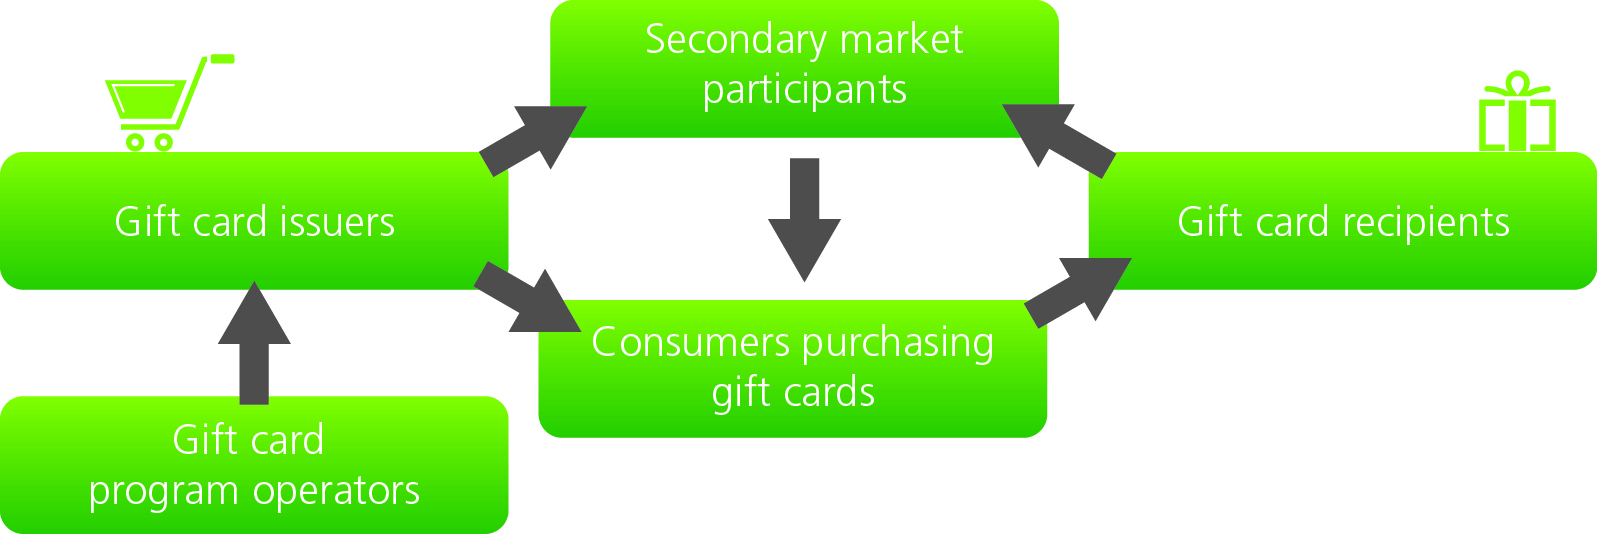 Secondary market
participants
Gift card issuers
Gift card recipients
Consumers purchasing
gift cards
Gift card
program operators